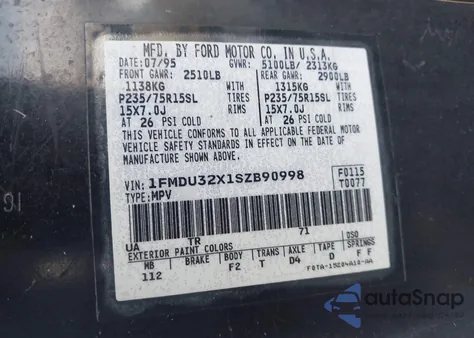 MFD. BY FORD MOTOR CO. IN U.S.A.
DATE: 07/95 GVWR: 5100LB/ 2313KG
FRONT GAWR: 2510LB REAR GAWR: 2900LB
1138KG WITH 1315KG WITH
P235/75R15SL TIRES P235/75R15SL TIRES
15X7.0J RIMS 15X7.0J RIMS
AT 26 PSI COLD AT 26 PSI COLD
THIS VEHICLE CONFORMS TO ALL APPLICABLE FEDERAL MOTOR
VEHICLE SAFETY STANDARDS IN EFFECT ON THE DATE OF
MANUFACTURE SHOWN ABOVE.
VIN: 1FMDU32X1SZB90998 F0115
TYPE: MPV T0077
71
UA TR DSO
EXTERIOR PAINT COLORS
WB BRAKE BODY TRANS AXLE TAPE SPRINGS
112 F2 T D4 D F F
F0TA-15204A10-AA
autoSnap